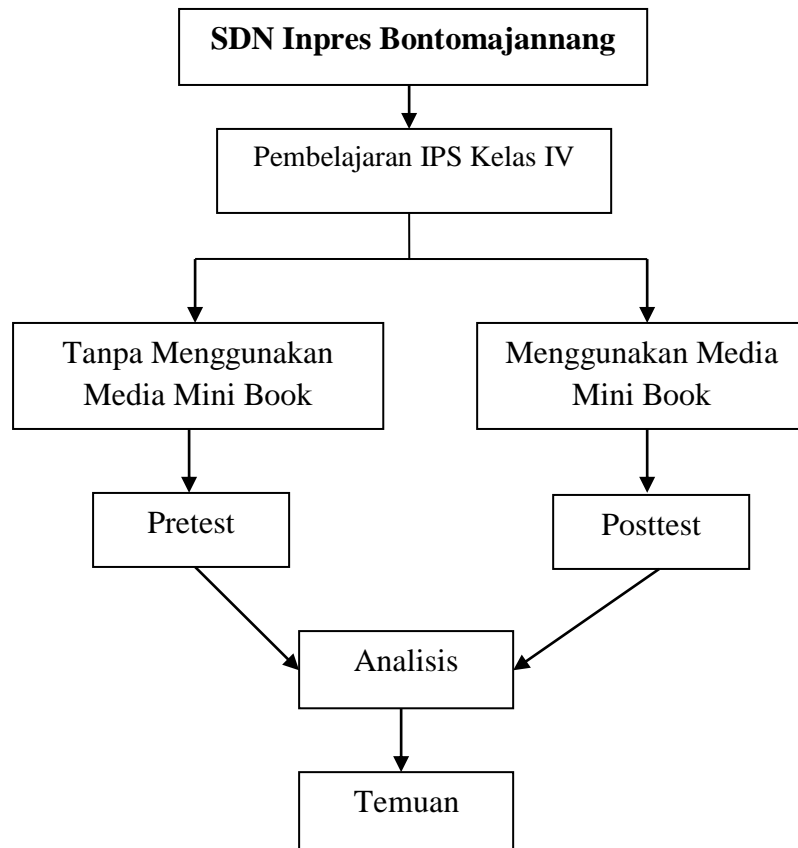 SDN Inpres Bontomajannang
Pembelajaran IPS Kelas IV
Tanpa Menggunakan
Media Mini Book
Menggunakan Media
Mini Book
Pretest
Posttest
Analisis
Temuan